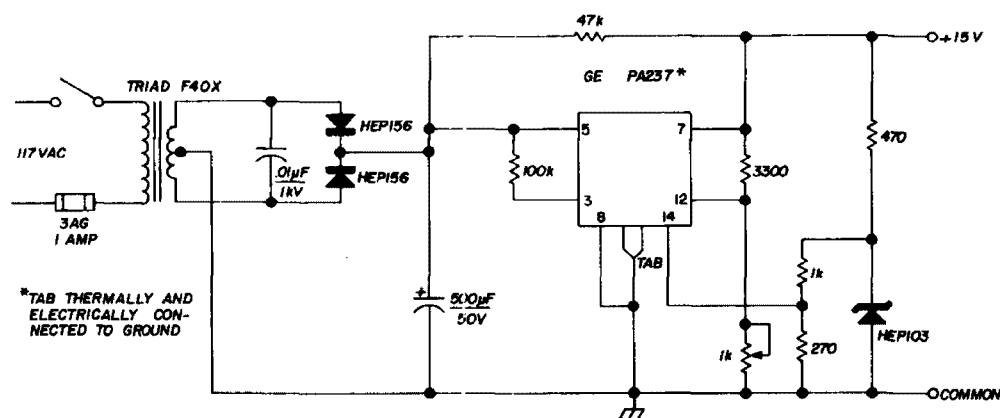 47k
+15V
GE PA237*
TRIAD F40X
HEP156
117VAC
.01µF
1kV
HEP156
5
7
100k
3300
470
3
12
8
14
TAB
3AG
1 AMP
1k
*TAB THERMALLY AND
ELECTRICALLY CON-
NECTED TO GROUND
+
500µF
50V
1k
270
HEP103
COMMON